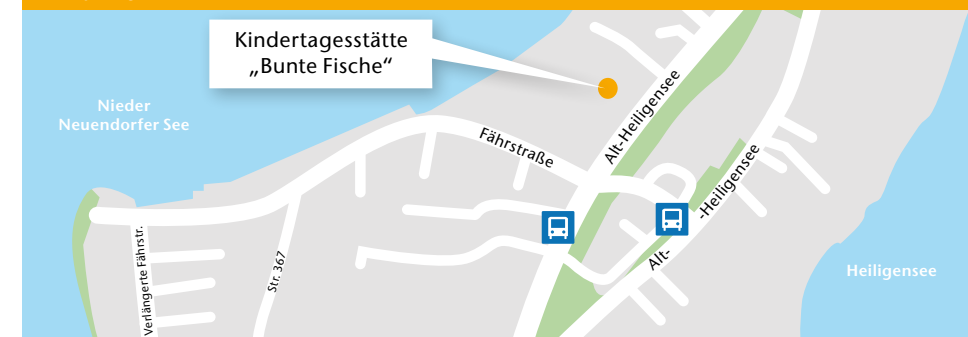 Kindertagesstätte
„Bunte Fische“
Nieder
Neuendorfer See
Fährstraße
Alt-Heiligensee
Alt-
-Heiligensee
Verlängerte Fährstr.
Str. 367
Heiligensee